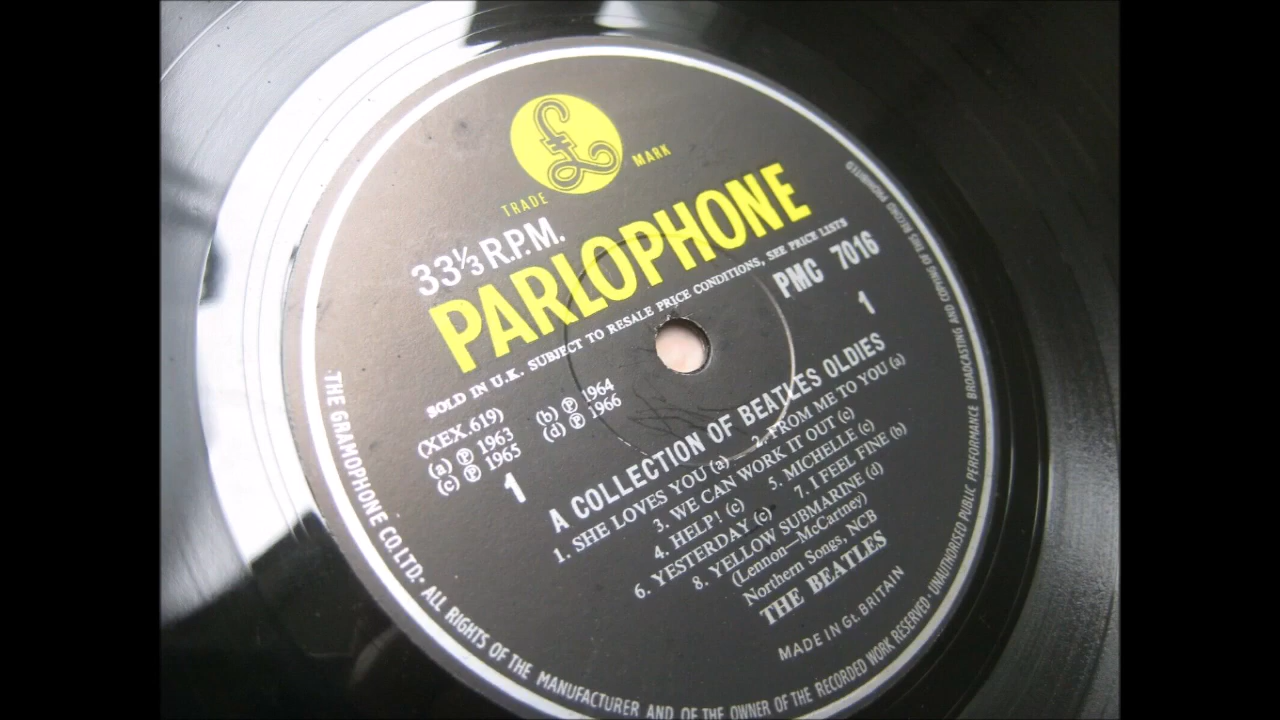 £
TRADE MARK
33⅓ R.P.M.
PARLOPHONE
SOLD IN U.K. SUBJECT TO RESALE PRICE CONDITIONS, SEE PRICE LISTS
PMC 7016
(XEX.619)
1
(a) ℗ 1963 (b) ℗ 1964
(c) ℗ 1965 (d) ℗ 1966
1
A COLLECTION OF BEATLES OLDIES
1. SHE LOVES YOU (a) 2. FROM ME TO YOU (a)
3. WE CAN WORK IT OUT (c)
4. HELP! (c) 5. MICHELLE (c)
6. YESTERDAY (c) 7. I FEEL FINE (b)
8. YELLOW SUBMARINE (d)
(Lennon—McCartney)
Northern Songs, NCB
THE BEATLES
MADE IN Gt. BRITAIN
THE GRAMOPHONE CO. LTD. · ALL RIGHTS OF THE MANUFACTURER AND OF THE OWNER OF THE RECORDED WORK RESERVED · UNAUTHORISED PUBLIC PERFORMANCE BROADCASTING AND COPYING OF THIS RECORD PROHIBITED